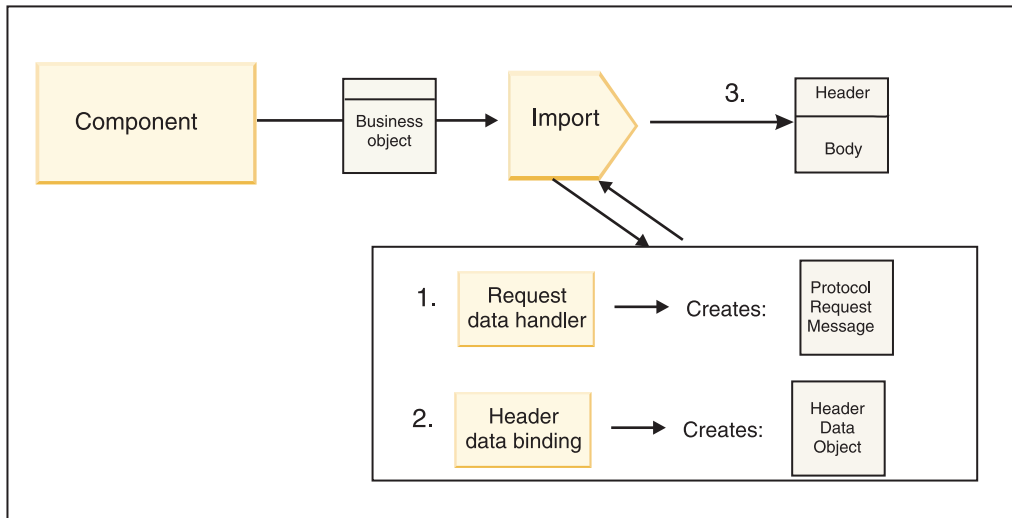 Component
Business
object
Import
3.
Header
Body
1.
Request
data handler
Creates:
Protocol
Request
Message
2.
Header
data binding
Creates:
Header
Data
Object